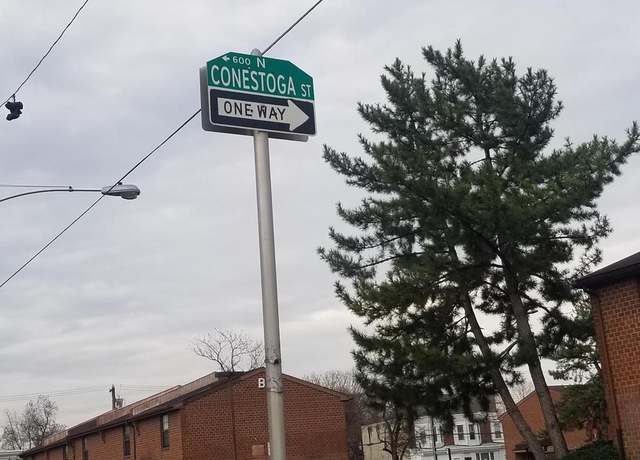 ← 600 N
CONESTOGA ST
ONE WAY
B